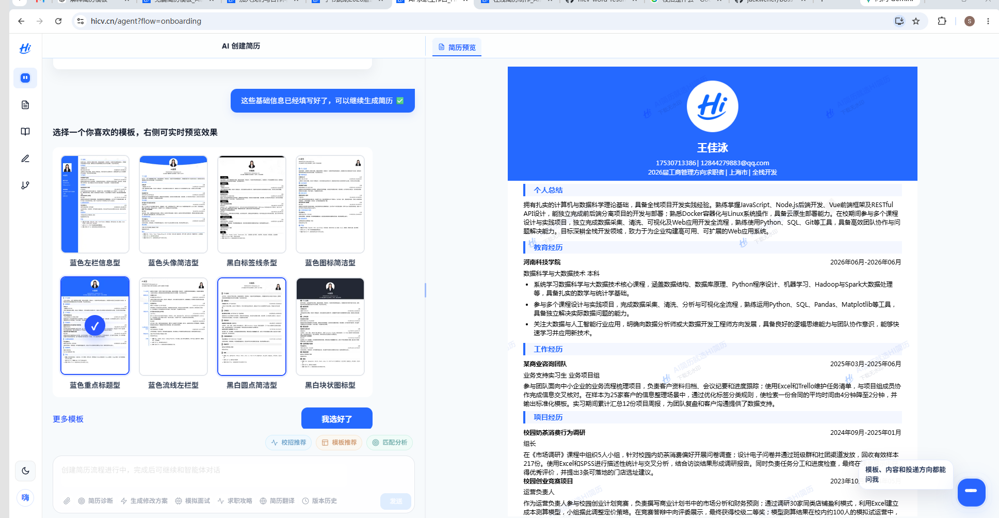 hicv.cn/agent?flow=onboarding
S
Hi
AI 创建简历
简历预览
这些基础信息已经填写好了，可以继续生成简历 ✅
选择一个你喜欢的模板，右侧可实时预览效果
蓝色左栏信息型
蓝色头像简洁型
黑白标签线条型
蓝色图标简洁型
蓝色重点标题型
蓝色流线左栏型
黑白圆点简洁型
黑白块状图标型
更多模板
我选好了
校招推荐
模板推荐
匹配分析
创建简历流程进行中，完成后可继续和智能体对话
简历诊断
生成修改方案
模拟面试
求职攻略
简历翻译
版本历史
发送
嗨
Hi
王佳泳
17530713386| 12844279883@qq.com
2026届工商管理方向求职者| 上海市| 全栈开发
个人总结
拥有扎实的计算机与数据科学理论基础，具备全栈项目开发实践经验。熟练掌握JavaScript、Node.js后端开发、Vue前端框架及RESTful
API设计，能独立完成前后端分离项目的开发与部署；熟悉Docker容器化与Linux系统操作，具备云原生部署能力。在校期间参与多个课程
设计与实践项目，独立完成数据采集、清洗、可视化及Web应用开发全流程，熟练使用Python、SQL、Git等工具，具备高效团队协作与问
题解决能力。目标深耕全栈开发领域，致力于为企业构建高可用、可扩展的Web应用系统。
教育经历
河南科技学院 2026年06月-2026年06月
数据科学与大数据技术 本科
• 系统学习数据科学与大数据技术核心课程，涵盖数据结构、数据库原理、Python程序设计、机器学习、Hadoop与Spark大数据处理
等，具备扎实的数学与统计学基础。
• 参与多个课程设计与实践项目，完成数据采集、清洗、分析与可视化全流程，熟练运用Python、SQL、Pandas、Matplotlib等工具，
具备独立解决实际数据问题的能力。
• 关注大数据与人工智能行业应用，明确向数据分析师或大数据开发工程师方向发展，具备良好的逻辑思维能力与团队协作意识，能够快
速学习并应用新技术。
工作经历
某商业咨询团队 2025年03月-2025年06月
业务支持实习生 业务项目组
参与团队面向中小企业的业务流程梳理项目，负责客户资料归档、会议纪要和进度跟踪；使用Excel和Trello维护任务清单，与项目组成员协
作完成信息交叉核对。在样本为25家客户的信息整理场景中，通过优化标签分类规则，使检索一份合同的平均时间由4分钟降至2分钟，并
输出标准化模板。实习期间累计汇总12份项目周报，为团队复盘和客户沟通提供了数据支持。
项目经历
校园奶茶消费行为调研 2024年09月-2025年01月
组长
在《市场调研》课程中组织5人小组，针对校园内奶茶消费偏好开展问卷调查；设计电子问卷并通过班级群和社团渠道发放，回收有效样本
217份。使用Excel和SPSS进行描述性统计与交叉分析，结合访谈结果形成调研报告。同时负责任务分工和进度检查，最终在
得优秀评价，并提出3条可落地的门店选址建议。
校园创业竞赛项目 2023年10
运营负责人
作为运营负责人参与校园创业计划竞赛，负责撰写商业计划书中的市场分析和财务预测；通过调研30家同类店铺盈利模式，利用Excel建立
成本测算模型，小组据此调整定价策略。在竞赛答辩中向评委展示，最终获得校级二等奖；模型测算结果在校内约100人的模拟试运营中，
模板、内容和投递方向都能
问我
AI简历就选HI简历
下载无水印